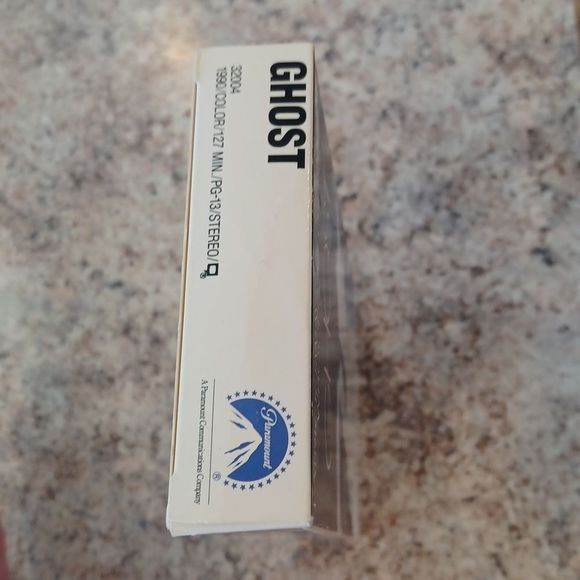 GHOST
32004
1990/COLOR/127 MIN./PG-13/STEREO/
Paramount
®
A Paramount Communications Company